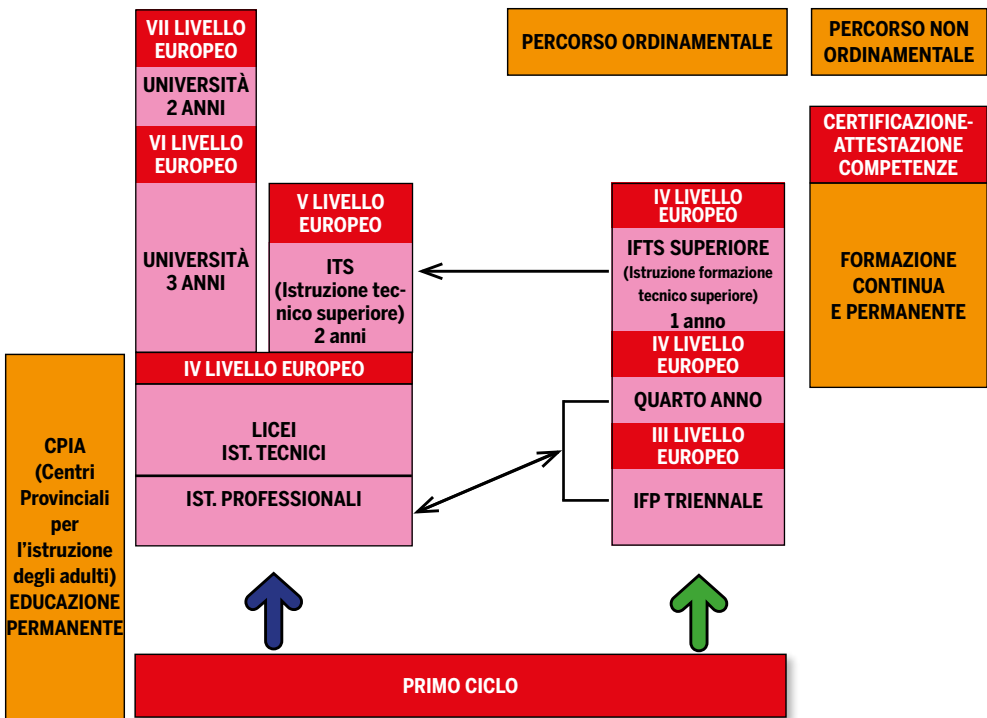 VII LIVELLO
EUROPEO
UNIVERSITÀ
2 ANNI
VI LIVELLO
EUROPEO
UNIVERSITÀ
3 ANNI
V LIVELLO
EUROPEO
ITS
(Istruzione tec-
nico superiore)
2 anni
IV LIVELLO EUROPEO
LICEI
IST. TECNICI
IST. PROFESSIONALI
CPIA
(Centri
Provinciali
per
l'istruzione
degli adulti)
EDUCAZIONE
PERMANENTE
PERCORSO ORDINAMENTALE
PERCORSO NON
ORDINAMENTALE
IV LIVELLO
EUROPEO
IFTS SUPERIORE
(Istruzione formazione
tecnico superiore)
1 anno
IV LIVELLO
EUROPEO
QUARTO ANNO
III LIVELLO
EUROPEO
IFP TRIENNALE
CERTIFICAZIONE-
ATTESTAZIONE
COMPETENZE
FORMAZIONE
CONTINUA
E PERMANENTE
PRIMO CICLO